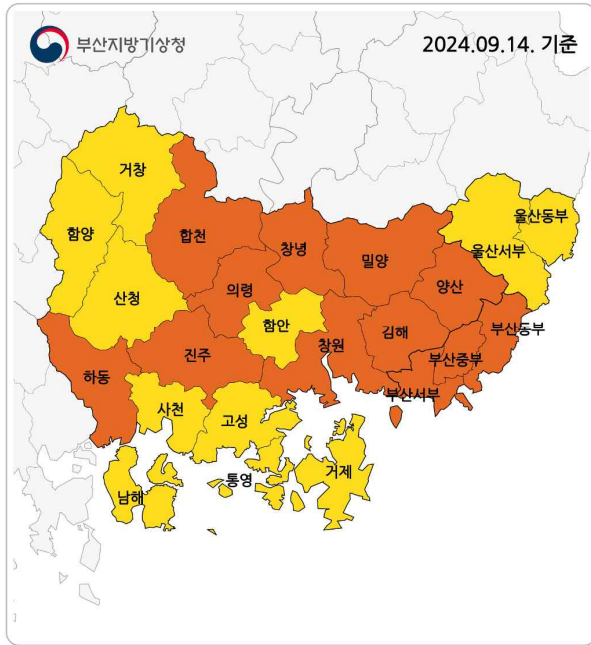 부산지방기상청
2024.09.14. 기준
거창
함양
합천
창녕
밀양
울산동부
울산서부
산청
의령
양산
함안
김해
부산동부
진주
창원
부산중부
하동
부산서부
사천
고성
거제
통영
남해